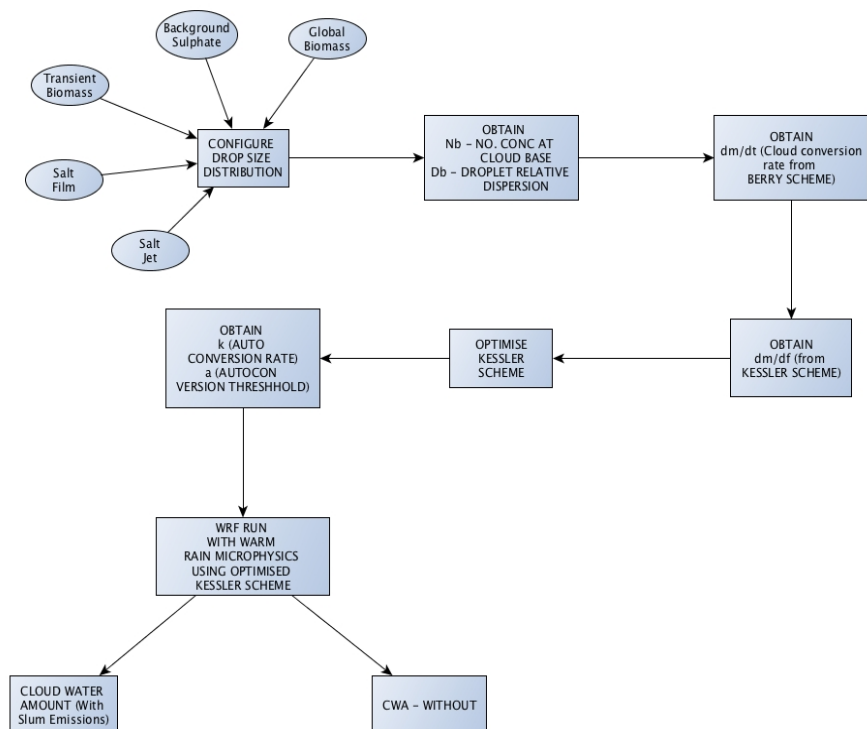 Background
Sulphate
Global
Biomass
Transient
Biomass
Salt
Film
Salt
Jet
CONFIGURE
DROP SIZE
DISTRIBUTION
OBTAIN
Nb – NO. CONC AT
CLOUD BASE
Db – DROPLET RELATIVE
DISPERSION
OBTAIN
dm/dt (Cloud conversion
rate from
BERRY SCHEME)
OBTAIN
dm/df (from
KESSLER SCHEME)
OPTIMISE
KESSLER
SCHEME
OBTAIN
k (AUTO
CONVERSION RATE)
a (AUTOCON
VERSION THRESHHOLD)
WRF RUN
WITH WARM
RAIN MICROPHYSICS
USING OPTIMISED
KESSLER SCHEME
CLOUD WATER
AMOUNT (With
Slum Emissions)
CWA – WITHOUT